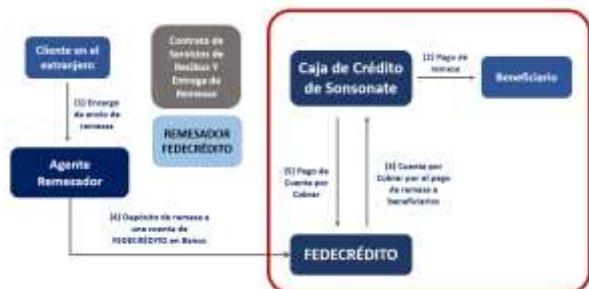 Cliente en el
extranjero
Contrato de
Servicios de
Recibos Y
Entrega de
Remesas
Caja de Crédito
de Sonsonate
(2) Pago de
remesa
Beneficiario
(1) Encargo
de envío de
remesas
REMESADOR
FEDECRÉDITO
Agente
Remesador
(5) Pago de
Cuenta por
Cobrar
(3) Cuenta por
Cobrar por el pago
de remesa a
beneficiarios
(4) Depósito de remesa a
una cuenta de
FEDECRÉDITO en Banco
FEDECRÉDITO